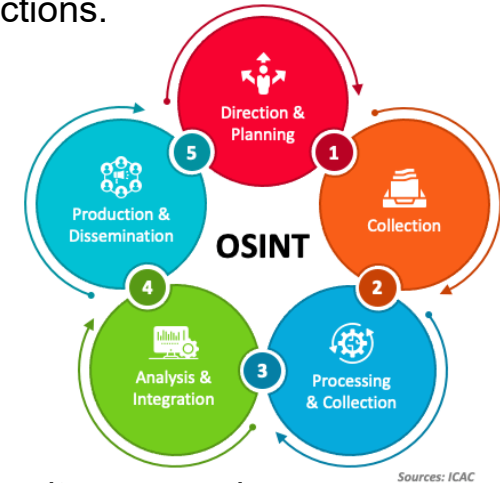 ctions.
Direction &
Planning
1
Collection
2
Processing
& Collection
3
Analysis &
Integration
4
Production &
Dissemination
5
OSINT
Sources: ICAC